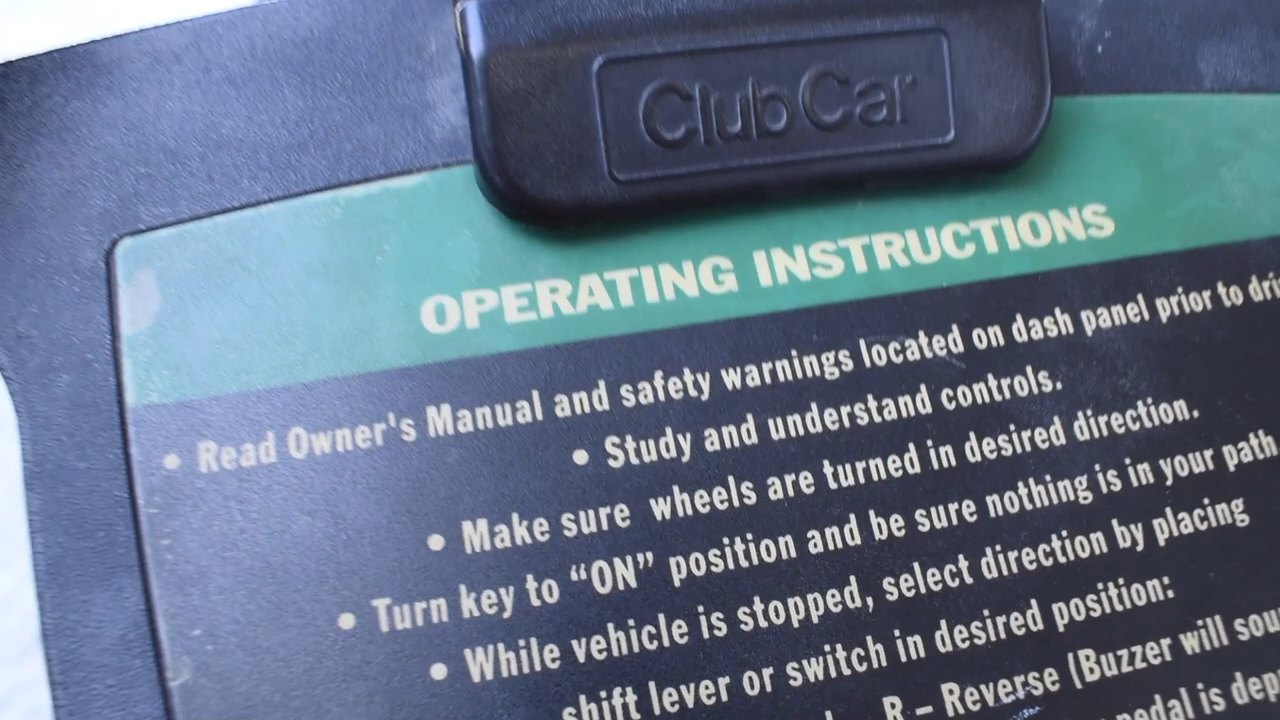 Club Car
OPERATING INSTRUCTIONS
• Read Owner's Manual and safety warnings located on dash panel prior to
• Study and understand controls.
• Make sure wheels are turned in desired direction.
• Turn key to “ON” position and be sure nothing is in your path
• While vehicle is stopped, select direction by placing
shift lever or switch in desired position:
R – Reverse (Buzzer will
pedal is